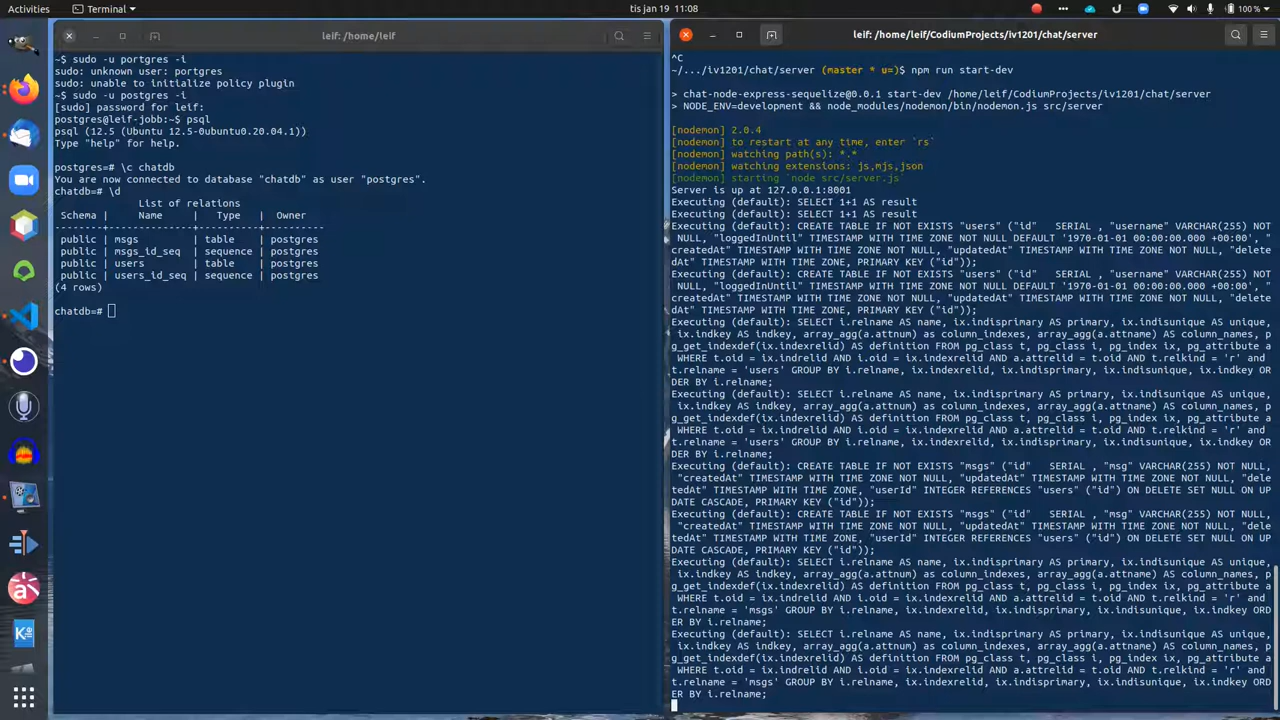 Activities
Terminal
tis jan 19 11:08
100 %
leif: /home/leif
~$ sudo -u portgres -i
sudo: unknown user: portgres
sudo: unable to initialize policy plugin
~$ sudo -u postgres -i
[sudo] password for leif:
postgres@leif-jobb:~$ psql
psql (12.5 (Ubuntu 12.5-0ubuntu0.20.04.1))
Type "help" for help.
postgres=# \c chatdb
You are now connected to database "chatdb" as user "postgres".
chatdb=# \d
List of relations
Schema | Name | Type | Owner
--------+--------------+----------+----------
public | msgs | table | postgres
public | msgs_id_seq | sequence | postgres
public | users | table | postgres
public | users_id_seq | sequence | postgres
(4 rows)
chatdb=#
leif: /home/leif/CodiumProjects/iv1201/chat/server
^C
~/.../iv1201/chat/server (master * u=)$ npm run start-dev
> chat-node-express-sequelize@0.0.1 start-dev /home/leif/CodiumProjects/iv1201/chat/server
> NODE_ENV=development && node_modules/nodemon/bin/nodemon.js src/server
[nodemon] 2.0.4
[nodemon] to restart at any time, enter `rs`
[nodemon] watching path(s): *.*
[nodemon] watching extensions: js,mjs,json
[nodemon] starting `node src/server.js`
Server is up at 127.0.0.1:8001
Executing (default): SELECT 1+1 AS result
Executing (default): SELECT 1+1 AS result
Executing (default): CREATE TABLE IF NOT EXISTS "users" ("id"   SERIAL , "username" VARCHAR(255) NOT
NULL, "loggedInUntil" TIMESTAMP WITH TIME ZONE NOT NULL DEFAULT '1970-01-01 00:00:00.000 +00:00', "
createdAt" TIMESTAMP WITH TIME ZONE NOT NULL, "updatedAt" TIMESTAMP WITH TIME ZONE NOT NULL, "delete
dAt" TIMESTAMP WITH TIME ZONE, PRIMARY KEY ("id"));
Executing (default): CREATE TABLE IF NOT EXISTS "users" ("id"   SERIAL , "username" VARCHAR(255) NOT
NULL, "loggedInUntil" TIMESTAMP WITH TIME ZONE NOT NULL DEFAULT '1970-01-01 00:00:00.000 +00:00', "
createdAt" TIMESTAMP WITH TIME ZONE NOT NULL, "updatedAt" TIMESTAMP WITH TIME ZONE NOT NULL, "delete
dAt" TIMESTAMP WITH TIME ZONE, PRIMARY KEY ("id"));
Executing (default): SELECT i.relname AS name, ix.indisprimary AS primary, ix.indisunique AS unique,
ix.indkey AS indkey, array_agg(a.attnum) as column_indexes, array_agg(a.attname) AS column_names, p
g_get_indexdef(ix.indexrelid) AS definition FROM pg_class t, pg_class i, pg_index ix, pg_attribute a
WHERE t.oid = ix.indrelid AND i.oid = ix.indexrelid AND a.attrelid = t.oid AND t.relkind = 'r' and
t.relname = 'users' GROUP BY i.relname, ix.indexrelid, ix.indisprimary, ix.indisunique, ix.indkey OR
DER BY i.relname;
Executing (default): SELECT i.relname AS name, ix.indisprimary AS primary, ix.indisunique AS unique,
ix.indkey AS indkey, array_agg(a.attnum) as column_indexes, array_agg(a.attname) AS column_names, p
g_get_indexdef(ix.indexrelid) AS definition FROM pg_class t, pg_class i, pg_index ix, pg_attribute a
WHERE t.oid = ix.indrelid AND i.oid = ix.indexrelid AND a.attrelid = t.oid AND t.relkind = 'r' and
t.relname = 'users' GROUP BY i.relname, ix.indexrelid, ix.indisprimary, ix.indisunique, ix.indkey OR
DER BY i.relname;
Executing (default): CREATE TABLE IF NOT EXISTS "msgs" ("id"   SERIAL , "msg" VARCHAR(255) NOT NULL,
"createdAt" TIMESTAMP WITH TIME ZONE NOT NULL, "updatedAt" TIMESTAMP WITH TIME ZONE NOT NULL, "dele
tedAt" TIMESTAMP WITH TIME ZONE, "userId" INTEGER REFERENCES "users" ("id") ON DELETE SET NULL ON UP
DATE CASCADE, PRIMARY KEY ("id"));
Executing (default): CREATE TABLE IF NOT EXISTS "msgs" ("id"   SERIAL , "msg" VARCHAR(255) NOT NULL,
"createdAt" TIMESTAMP WITH TIME ZONE NOT NULL, "updatedAt" TIMESTAMP WITH TIME ZONE NOT NULL, "dele
tedAt" TIMESTAMP WITH TIME ZONE, "userId" INTEGER REFERENCES "users" ("id") ON DELETE SET NULL ON UP
DATE CASCADE, PRIMARY KEY ("id"));
Executing (default): SELECT i.relname AS name, ix.indisprimary AS primary, ix.indisunique AS unique,
ix.indkey AS indkey, array_agg(a.attnum) as column_indexes, array_agg(a.attname) AS column_names, p
g_get_indexdef(ix.indexrelid) AS definition FROM pg_class t, pg_class i, pg_index ix, pg_attribute a
WHERE t.oid = ix.indrelid AND i.oid = ix.indexrelid AND a.attrelid = t.oid AND t.relkind = 'r' and
t.relname = 'msgs' GROUP BY i.relname, ix.indexrelid, ix.indisprimary, ix.indisunique, ix.indkey ORD
ER BY i.relname;
Executing (default): SELECT i.relname AS name, ix.indisprimary AS primary, ix.indisunique AS unique,
ix.indkey AS indkey, array_agg(a.attnum) as column_indexes, array_agg(a.attname) AS column_names, p
g_get_indexdef(ix.indexrelid) AS definition FROM pg_class t, pg_class i, pg_index ix, pg_attribute a
WHERE t.oid = ix.indrelid AND i.oid = ix.indexrelid AND a.attrelid = t.oid AND t.relkind = 'r' and
t.relname = 'msgs' GROUP BY i.relname, ix.indexrelid, ix.indisprimary, ix.indisunique, ix.indkey ORD
ER BY i.relname;